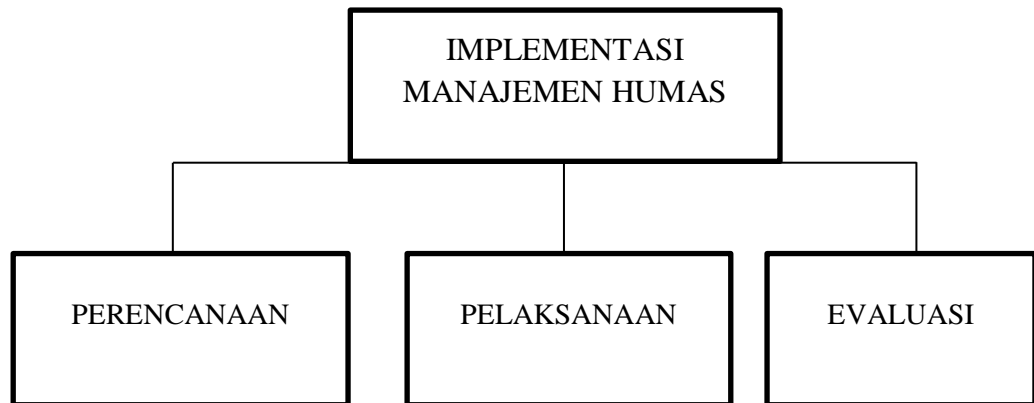 IMPLEMENTASI
MANAJEMEN HUMAS
PERENCANAAN
PELAKSANAAN
EVALUASI